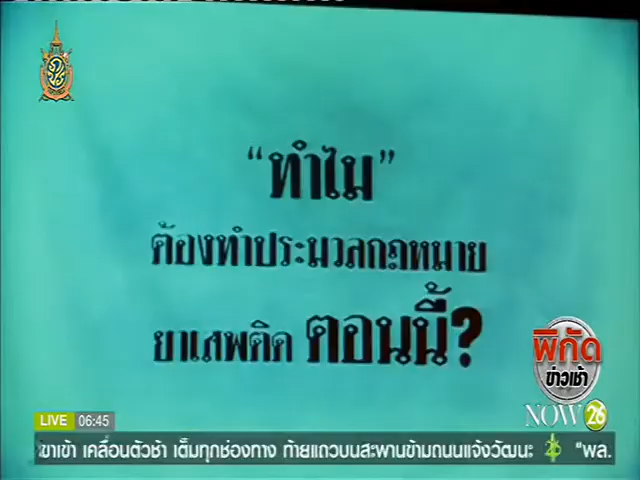 “ทำไม”
ต้องทำประมวลกฎหมาย
ยาเสพติด ตอนนี้?
พิกัด
ข่าวเช้า
NOW 26
LIVE 06:45
ขาเข้า เคลื่อนตัวช้า เต็มทุกช่องทาง ท้ายแถวบนสะพานข้ามถนนแจ้งวัฒนะ 26 "พล.